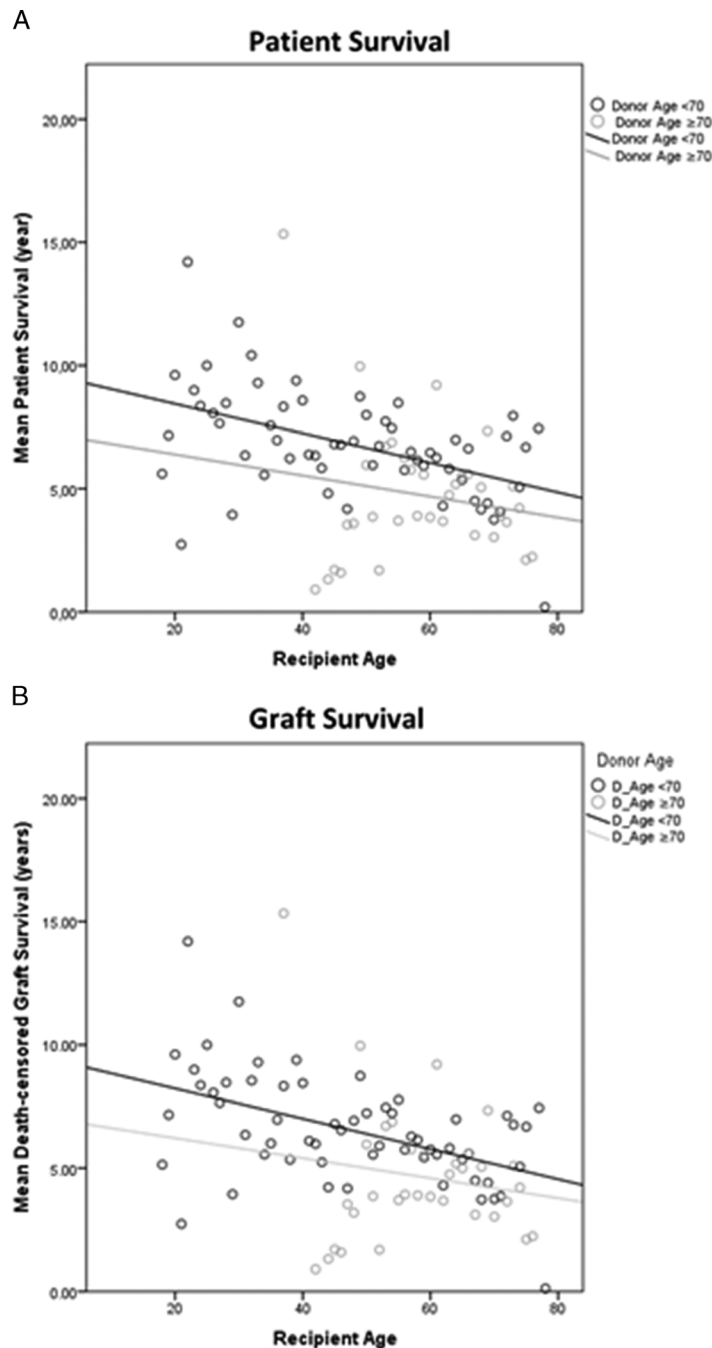 A
Patient Survival
Donor Age <70
Donor Age ≥70
Donor Age <70
Donor Age ≥70
Mean Patient Survival (year)
20,00
15,00
10,00
5,00
0,00
20 40 60 80
Recipient Age
B
Graft Survival
Donor Age
D_Age <70
D_Age ≥70
D_Age <70
D_Age ≥70
Mean Death-censored Graft Survival (years)
20.00
15.00
10.00
5.00
0.00
20 40 60 80
Recipient Age